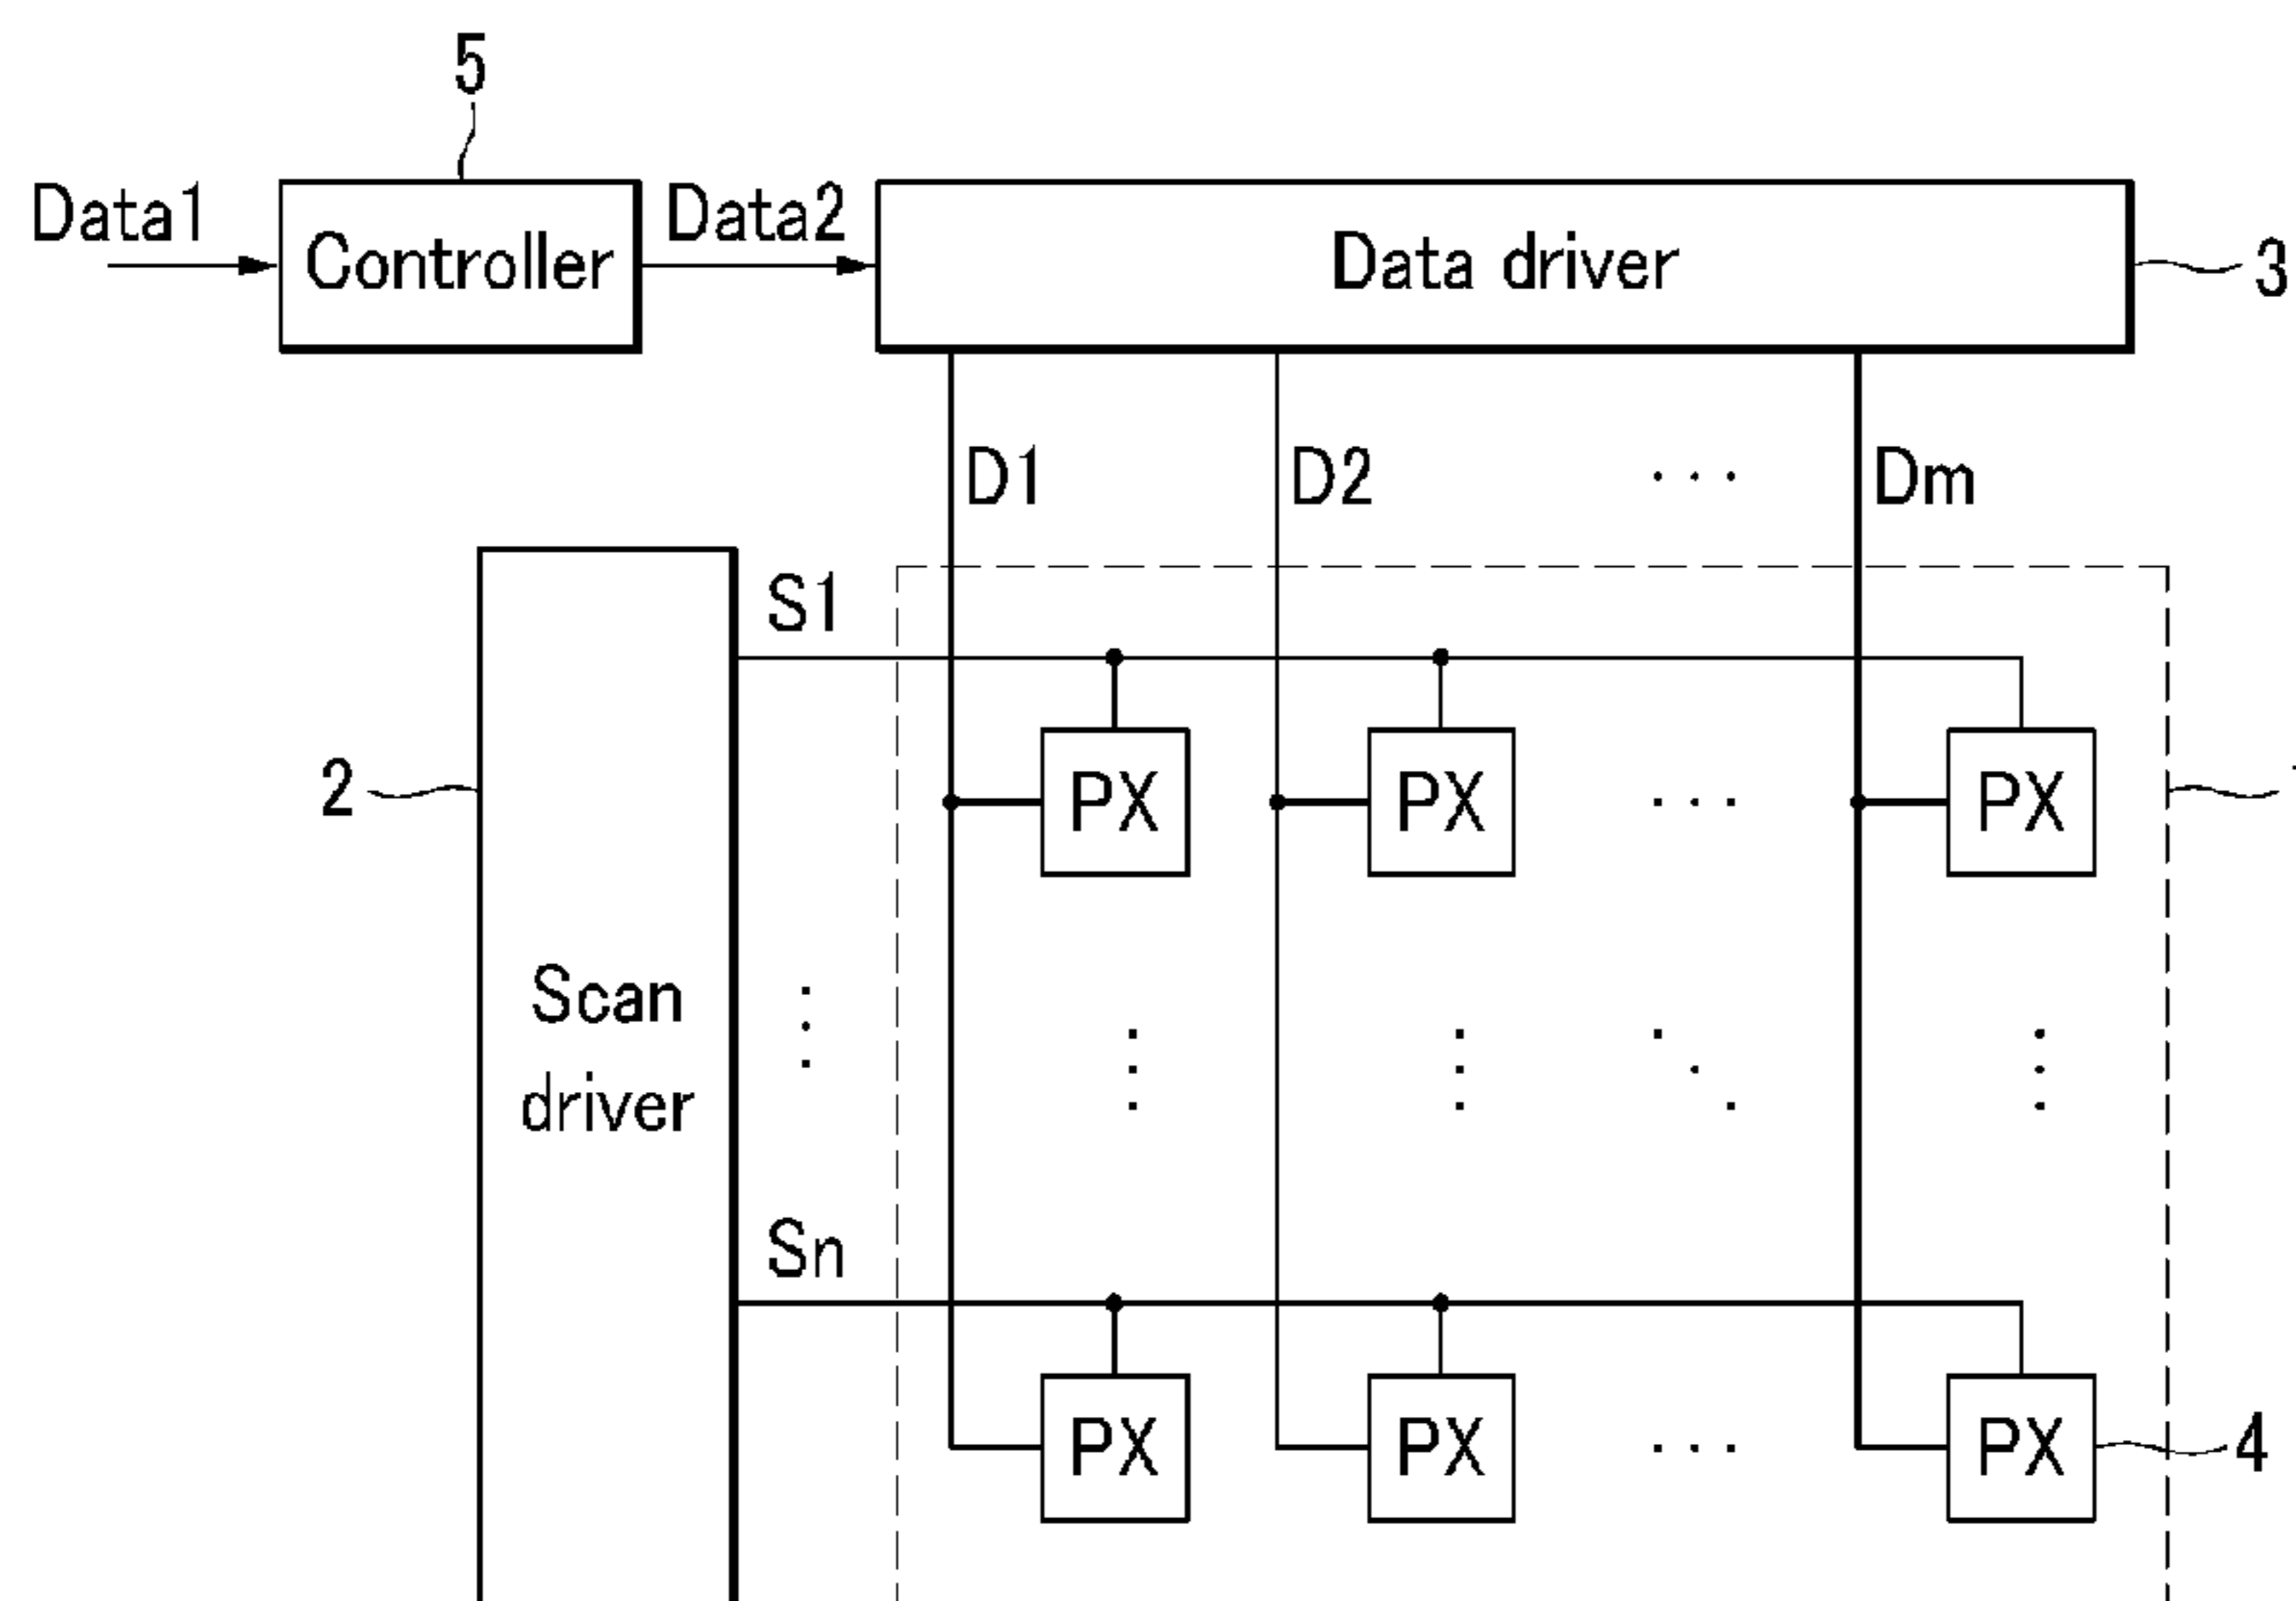 5
Data1
Controller
Data2
Data driver
3
D1
D2
...
Dm
S1
2
PX
PX
...
PX
Scan
driver
Sn
PX
PX
...
PX
4